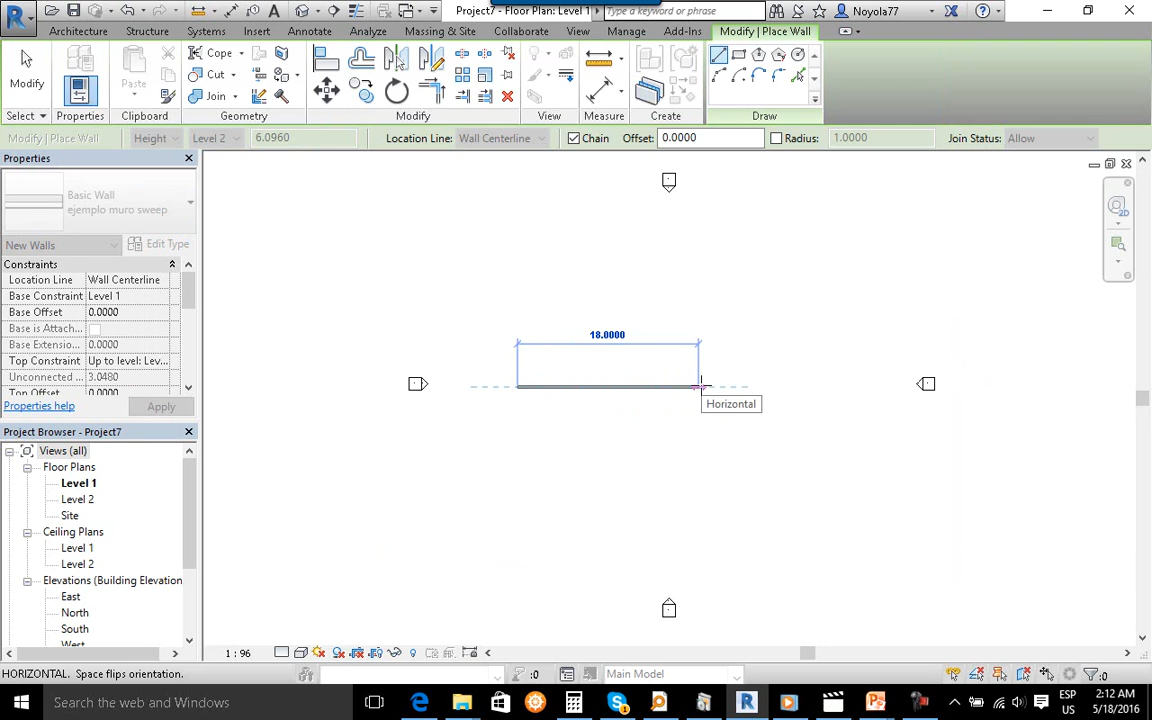 Project7 - Floor Plan: Level 1
Type a keyword or phrase
Noyola77
Architecture Structure Systems Insert Annotate Analyze Massing & Site Collaborate View Manage Add-Ins Modify | Place Wall
Modify
Paste
Cope
Cut
Join
Select Properties Clipboard Geometry Modify View Measure Create Draw
Modify | Place Wall Height Level 2 6.0960 Location Line: Wall Centerline Chain Offset: 0.0000 Radius: 1.0000 Join Status: Allow
Properties
Basic Wall
ejemplo muro sweep
New Walls Edit Type
Constraints
Location Line Wall Centerline
Base Constraint Level 1
Base Offset 0.0000
Base is Attach...
Base Extensio... 0.0000
Top Constraint Up to level: Lev...
Unconnected ... 3.0480
Top Offset 0.0000
Properties help Apply
Project Browser - Project7
Views (all)
Floor Plans
Level 1
Level 2
Site
Ceiling Plans
Level 1
Level 2
Elevations (Building Elevation
East
North
South
West
18.0000
Horizontal
2D
1 : 96
HORIZONTAL. Space flips orientation.
:0
Main Model
:0
Search the web and Windows
ESP
US
2:12 AM
5/18/2016